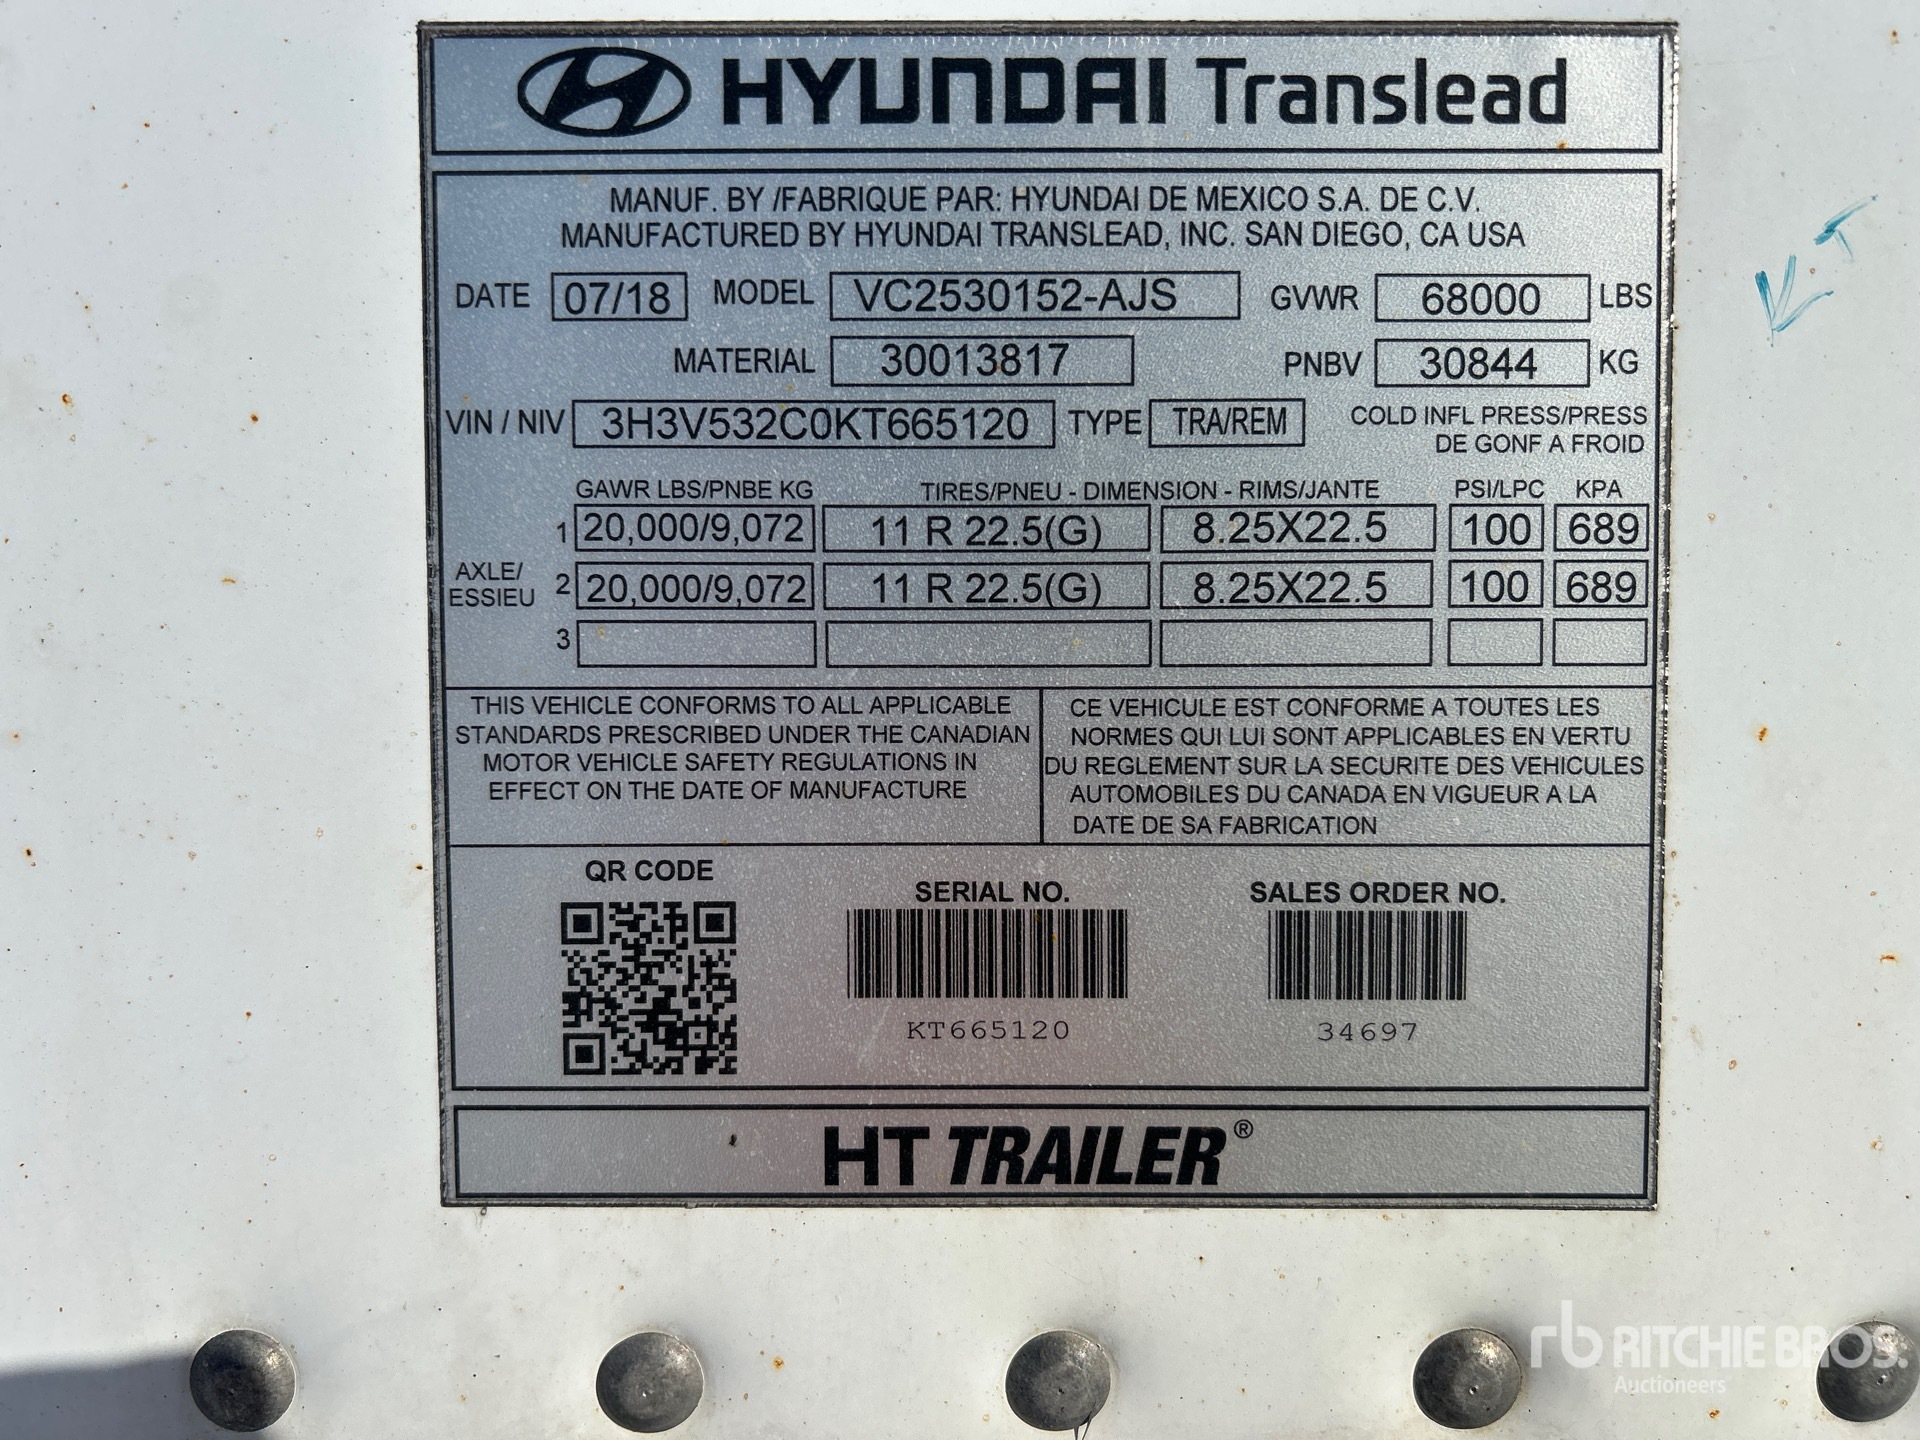 HYUNDAI Translead
MANUF. BY /FABRIQUE PAR: HYUNDAI DE MEXICO S.A. DE C.V.
MANUFACTURED BY HYUNDAI TRANSLEAD, INC. SAN DIEGO, CA USA
DATE 07/18 MODEL VC2530152-AJS GVWR 68000 LBS
MATERIAL 30013817 PNBV 30844 KG
VIN / NIV 3H3V532C0KT665120 TYPE TRA/REM COLD INFL PRESS/PRESS
DE GONF A FROID
GAWR LBS/PNBE KG TIRES/PNEU - DIMENSION - RIMS/JANTE PSI/LPC KPA
1 20,000/9,072 11 R 22.5(G) 8.25X22.5 100 689
AXLE/
ESSIEU 2 20,000/9,072 11 R 22.5(G) 8.25X22.5 100 689
3
THIS VEHICLE CONFORMS TO ALL APPLICABLE
STANDARDS PRESCRIBED UNDER THE CANADIAN
MOTOR VEHICLE SAFETY REGULATIONS IN
EFFECT ON THE DATE OF MANUFACTURE
CE VEHICULE EST CONFORME A TOUTES LES
NORMES QUI LUI SONT APPLICABLES EN VERTU
DU REGLEMENT SUR LA SECURITE DES VEHICULES
AUTOMOBILES DU CANADA EN VIGUEUR A LA
DATE DE SA FABRICATION
QR CODE
SERIAL NO.
KT665120
SALES ORDER NO.
34697
HT TRAILER®
rb RITCHIE BROS.
Auctioneers